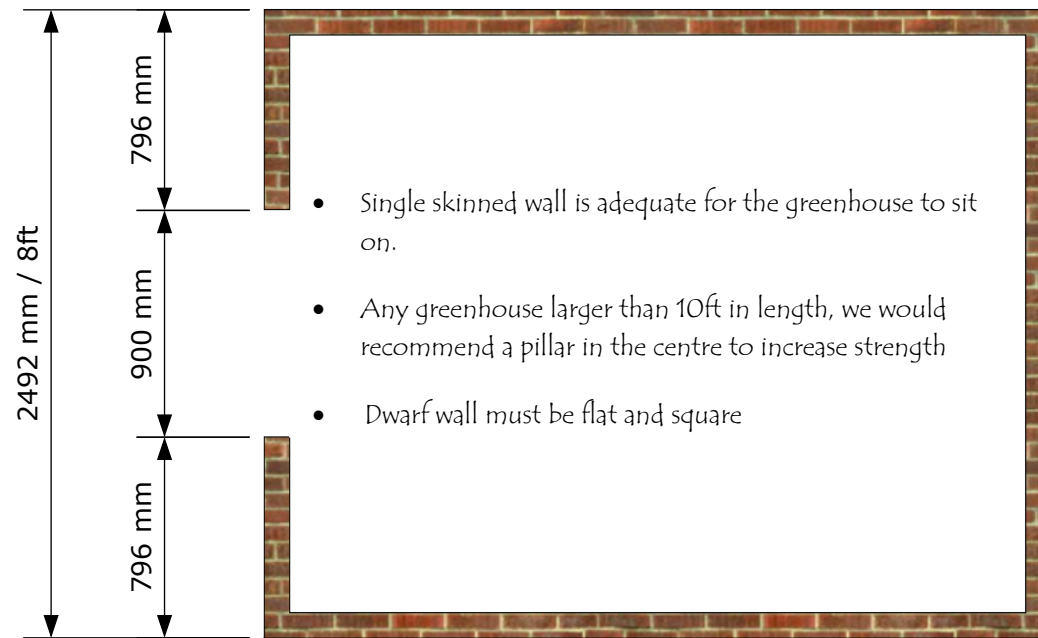 2492 mm / 8ft
796 mm
900 mm
796 mm
• Single skinned wall is adequate for the greenhouse to sit
on.
• Any greenhouse larger than 10ft in length, we would
recommend a pillar in the centre to increase strength
• Dwarf wall must be flat and square